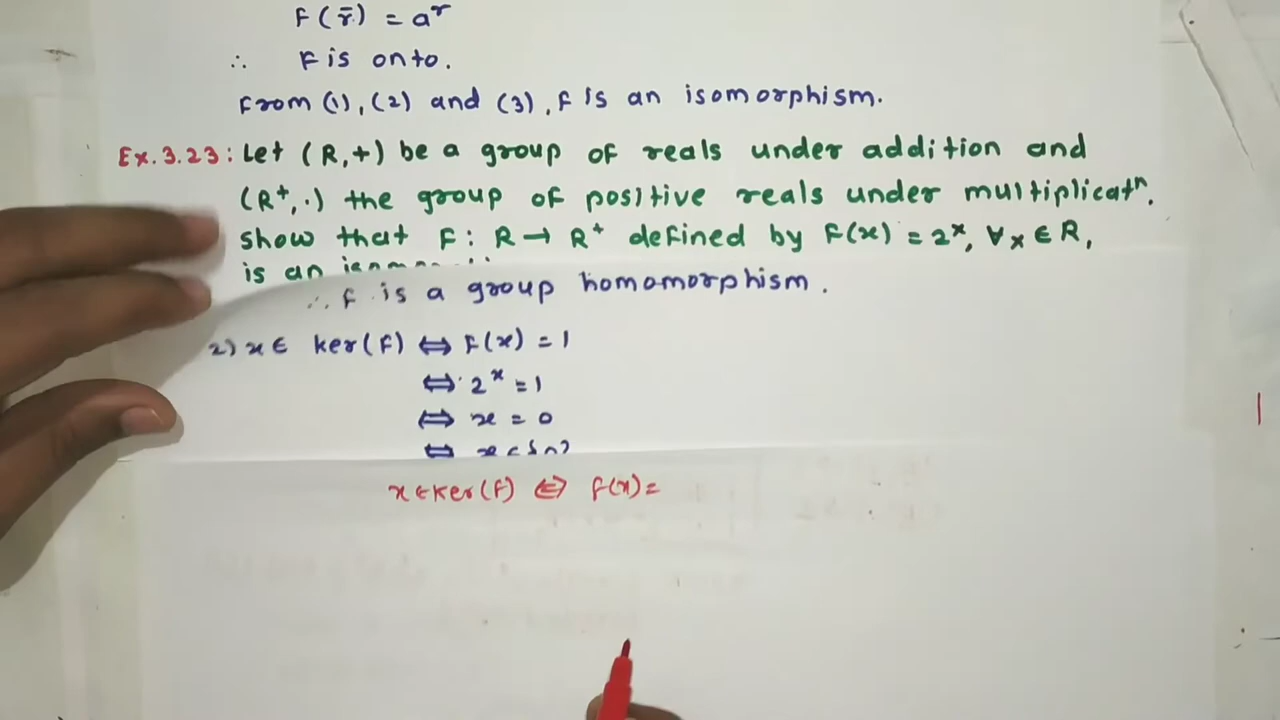 F(r̄) = aʳ
∴ F is onto.
From (1), (2) and (3), F is an isomorphism.
Ex.3.23: Let (R,+) be a group of reals under addition and
(R⁺,·) the group of positive reals under multiplicatⁿ.
show that F: R → R⁺ defined by F(x) = 2ˣ, ∀x ∈ R,
is an
∴ F is a group homomorphism.
2) x ∈ ker(F) ⇔ F(x) = 1
⇔ 2ˣ = 1
⇔ x = 0
⇔ x
x ∈ Ker(F) ⇔ F(x) =